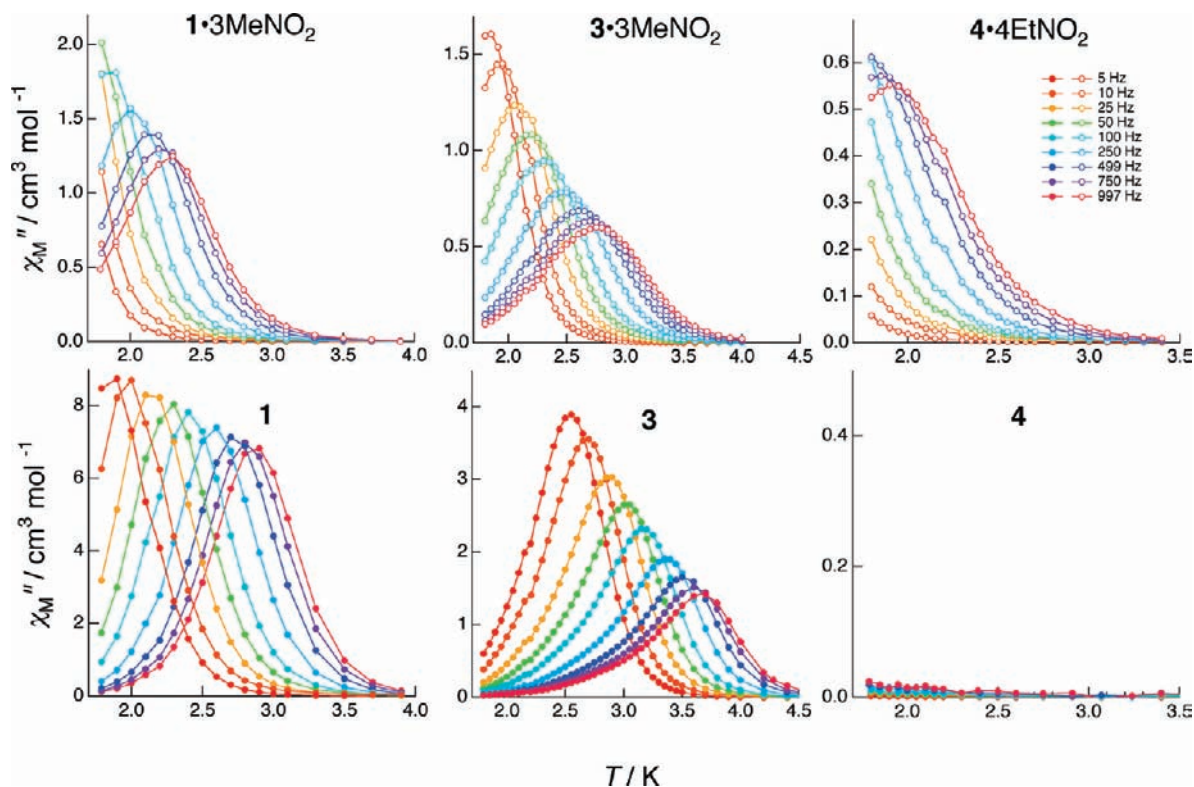 1•3MeNO₂
3•3MeNO₂
4•4EtNO₂
χM″ / cm³ mol⁻¹
2.0
1.5
1.0
0.5
0.0
2.0 2.5 3.0 3.5 4.0
1.5
1.0
0.5
0.0
2.0 2.5 3.0 3.5 4.0 4.5
0.6
0.5
0.4
0.3
0.2
0.1
0.0
2.0 2.5 3.0 3.5
5 Hz
10 Hz
25 Hz
50 Hz
100 Hz
250 Hz
499 Hz
750 Hz
997 Hz
χM″ / cm³ mol⁻¹
1
8
6
4
2
0
2.0 2.5 3.0 3.5 4.0
3
4
3
2
1
0
2.0 2.5 3.0 3.5 4.0 4.5
4
0.4
0.2
0.0
2.0 2.5 3.0 3.5
T / K